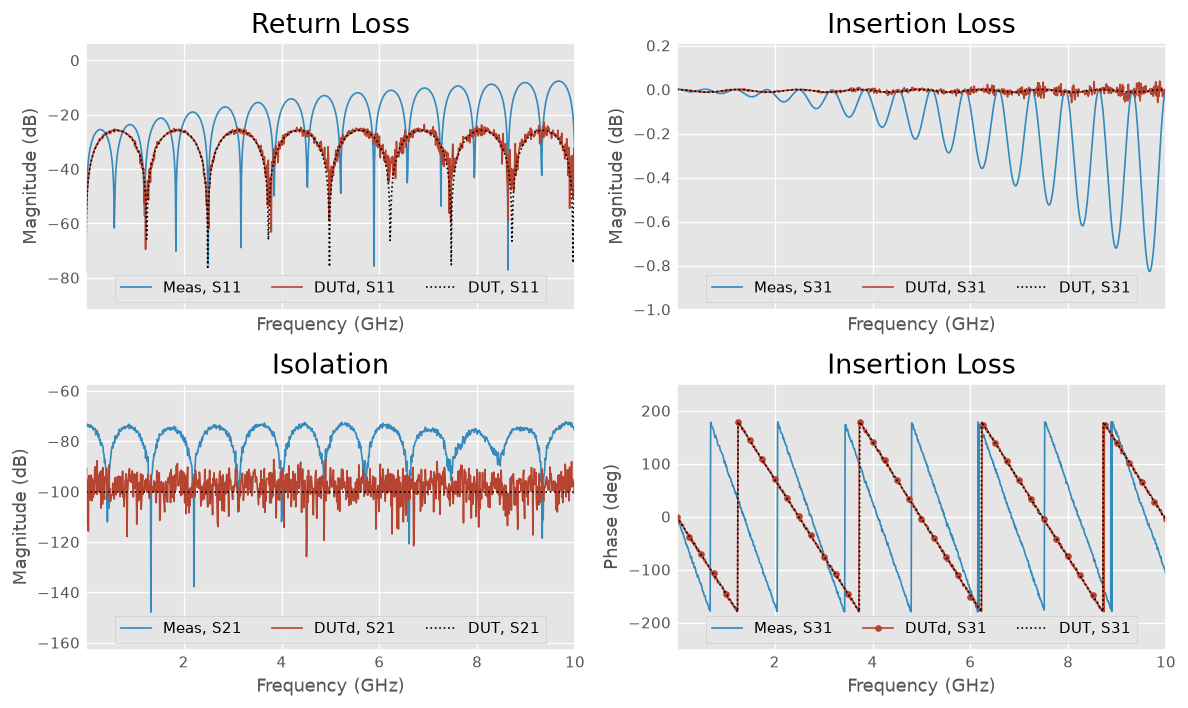 Return Loss
0
−20
−40
−60
−80
Magnitude (dB)
Meas, S11 DUTd, S11 DUT, S11
Frequency (GHz)
Insertion Loss
0.2
0.0
−0.2
−0.4
−0.6
−0.8
−1.0
Magnitude (dB)
Meas, S31 DUTd, S31 DUT, S31
Frequency (GHz)
Isolation
−60
−80
−100
−120
−140
−160
Magnitude (dB)
Meas, S21 DUTd, S21 DUT, S21
2 4 6 8 10
Frequency (GHz)
Insertion Loss
200
100
0
−100
−200
Phase (deg)
Meas, S31 DUTd, S31 DUT, S31
2 4 6 8 10
Frequency (GHz)